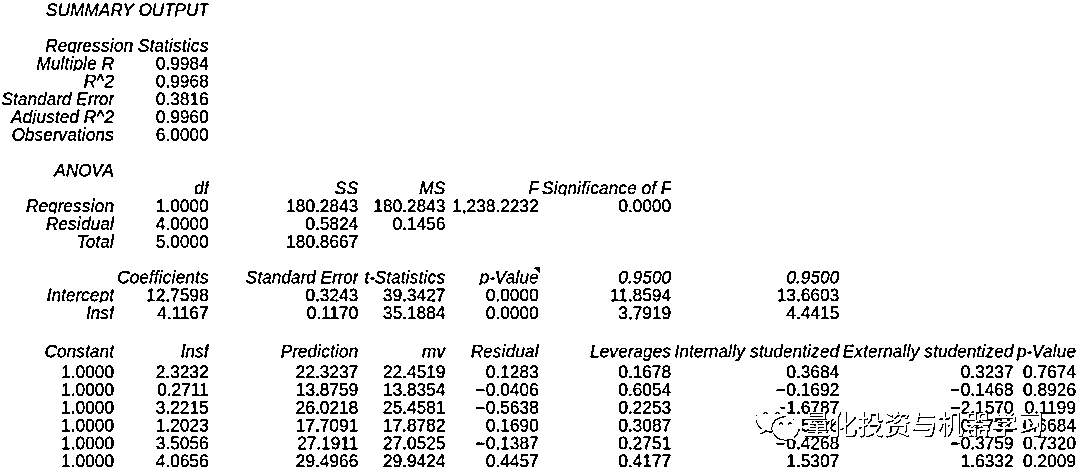 SUMMARY OUTPUT
Regression Statistics
Multiple R 0.9984
R^2 0.9968
Standard Error 0.3816
Adjusted R^2 0.9960
Observations 6.0000
ANOVA
df SS MS F Significance of F
Regression 1.0000 180.2843 180.2843 1,238.2232 0.0000
Residual 4.0000 0.5824 0.1456
Total 5.0000 180.8667
Coefficients Standard Error t-Statistics p-Value 0.9500 0.9500
Intercept 12.7598 0.3243 39.3427 0.0000 11.8594 13.6603
lnsf 4.1167 0.1170 35.1884 0.0000 3.7919 4.4415
Constant lnsf Prediction mv Residual Leverages Internally studentized Externally studentized p-Value
1.0000 2.3232 22.3237 22.4519 0.1283 0.1678 0.3684 0.3237 0.7674
1.0000 0.2711 13.8759 13.8354 −0.0406 0.6054 −0.1692 −0.1468 0.8926
1.0000 3.2215 26.0218 25.4581 −0.5638 0.2253 -1.6787 −2.1570 0.1199
1.0000 1.2023 17.7091 17.8782 0.1690 0.3087
1.0000 3.5056 27.1911 27.0525 −0.1387 0.2751 −0.4268 −0.3759 0.7320
1.0000 4.0656 29.4966 29.9424 0.4457 0.4177 1.5307 1.6332 0.2009
量化投资与机器学习